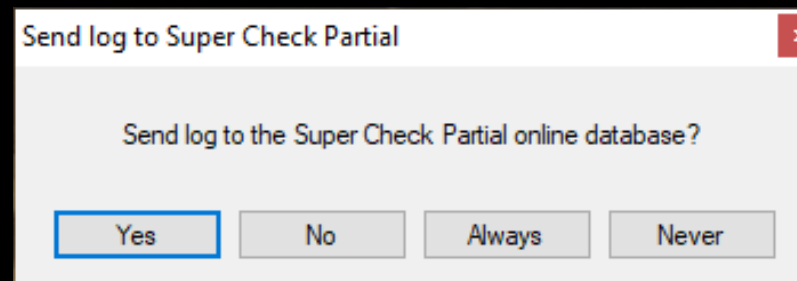 Send log to Super Check Partial
Send log to the Super Check Partial online database?
Yes No Always Never